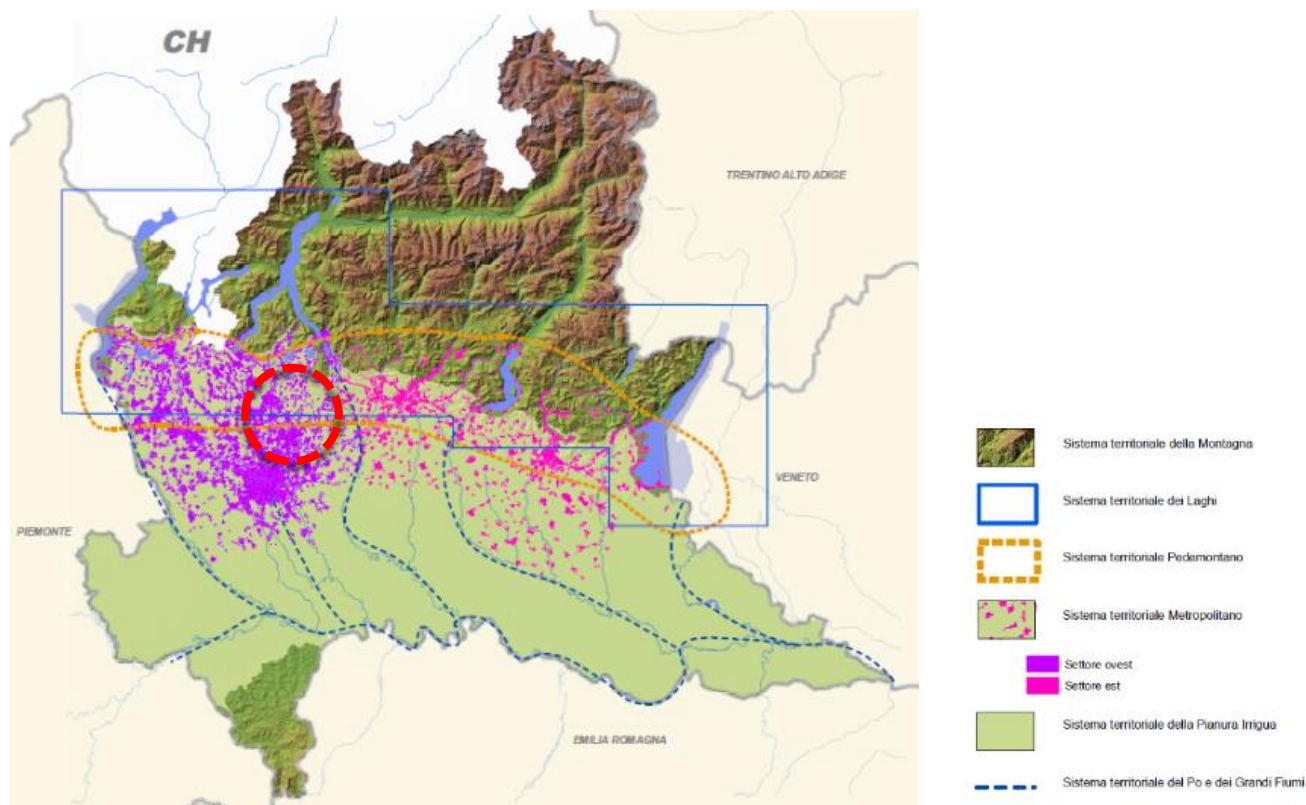 CH
TRENTINO ALTO ADIGE
VENETO
PIEMONTE
EMILIA ROMAGNA
Sistema territoriale della Montagna
Sistema territoriale dei Laghi
Sistema territoriale Pedemontano
Sistema territoriale Metropolitano
Settore ovest
Settore est
Sistema territoriale della Pianura Irrigua
Sistema territoriale del Po e dei Grandi Fiumi